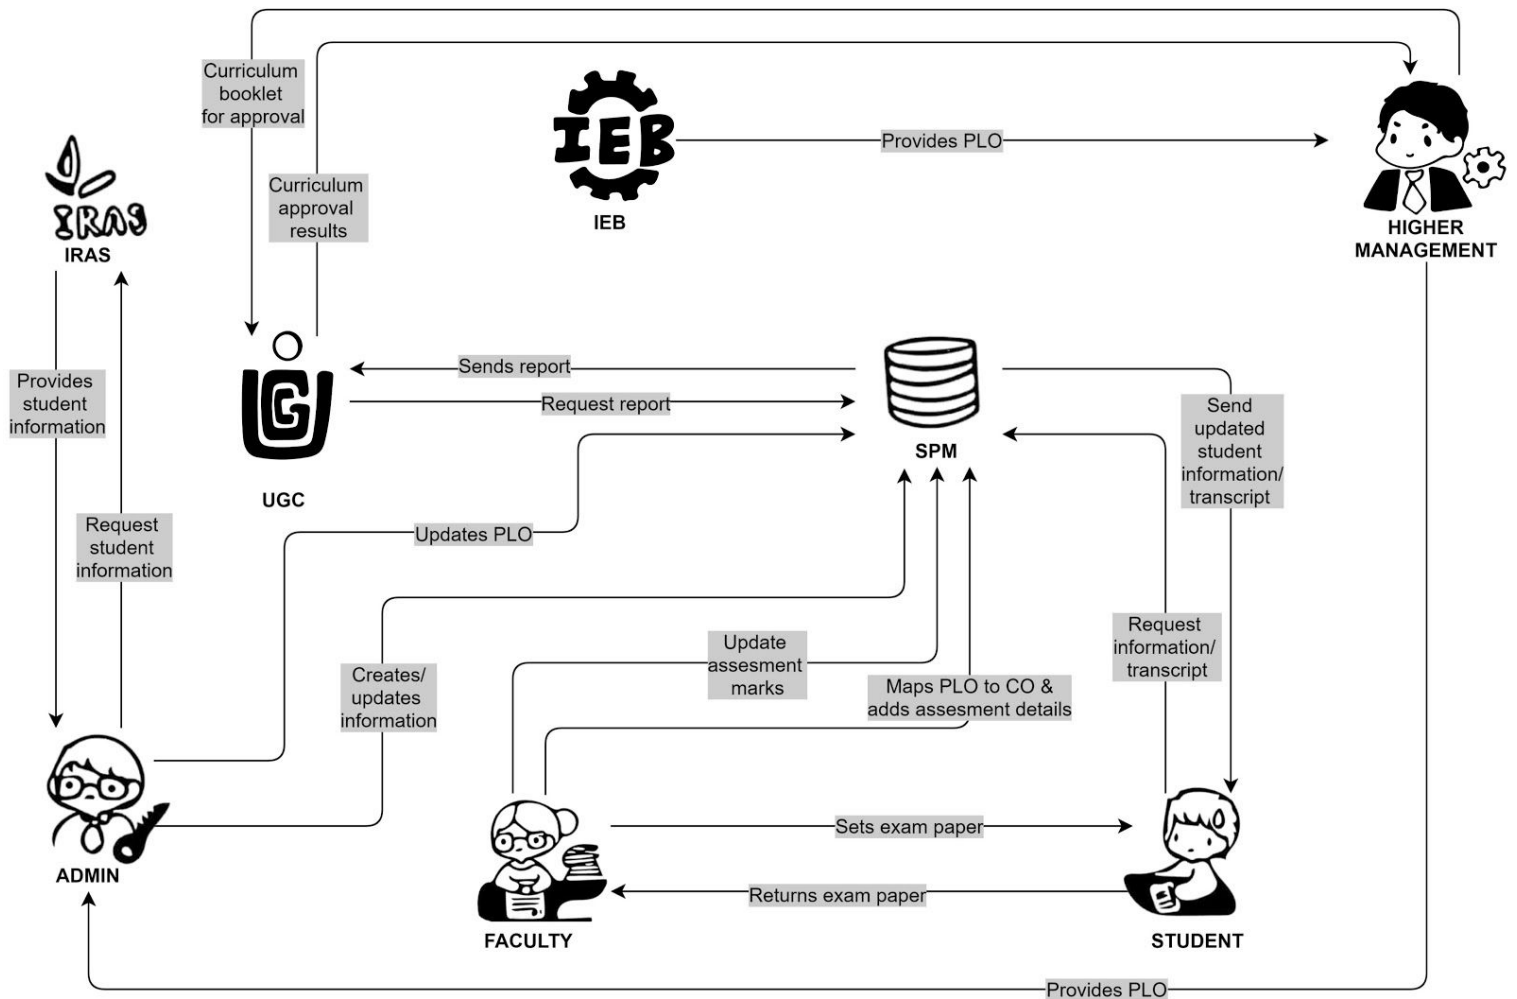 Curriculum
booklet
for approval
Curriculum
approval
results
IEB
IEB
Provides PLO
HIGHER
MANAGEMENT
IRAS
IRAS
Provides
student
information
Request
student
information
UGC
UGC
Sends report
Request report
SPM
Send
updated
student
information/
transcript
Updates PLO
Creates/
updates
information
Update
assesment
marks
Maps PLO to CO &
adds assesment details
Request
information/
transcript
ADMIN
Sets exam paper
Returns exam paper
FACULTY
STUDENT
Provides PLO